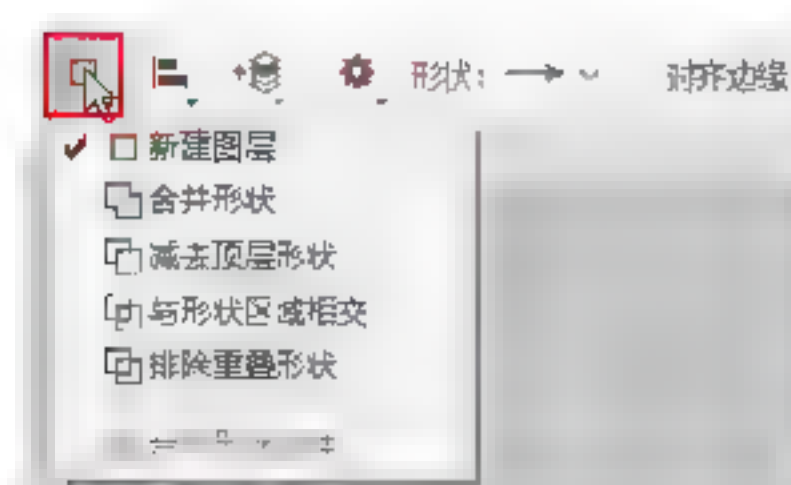 形状： 对齐边缘
新建图层
合并形状
减去顶层形状
与形状区域相交
排除重叠形状